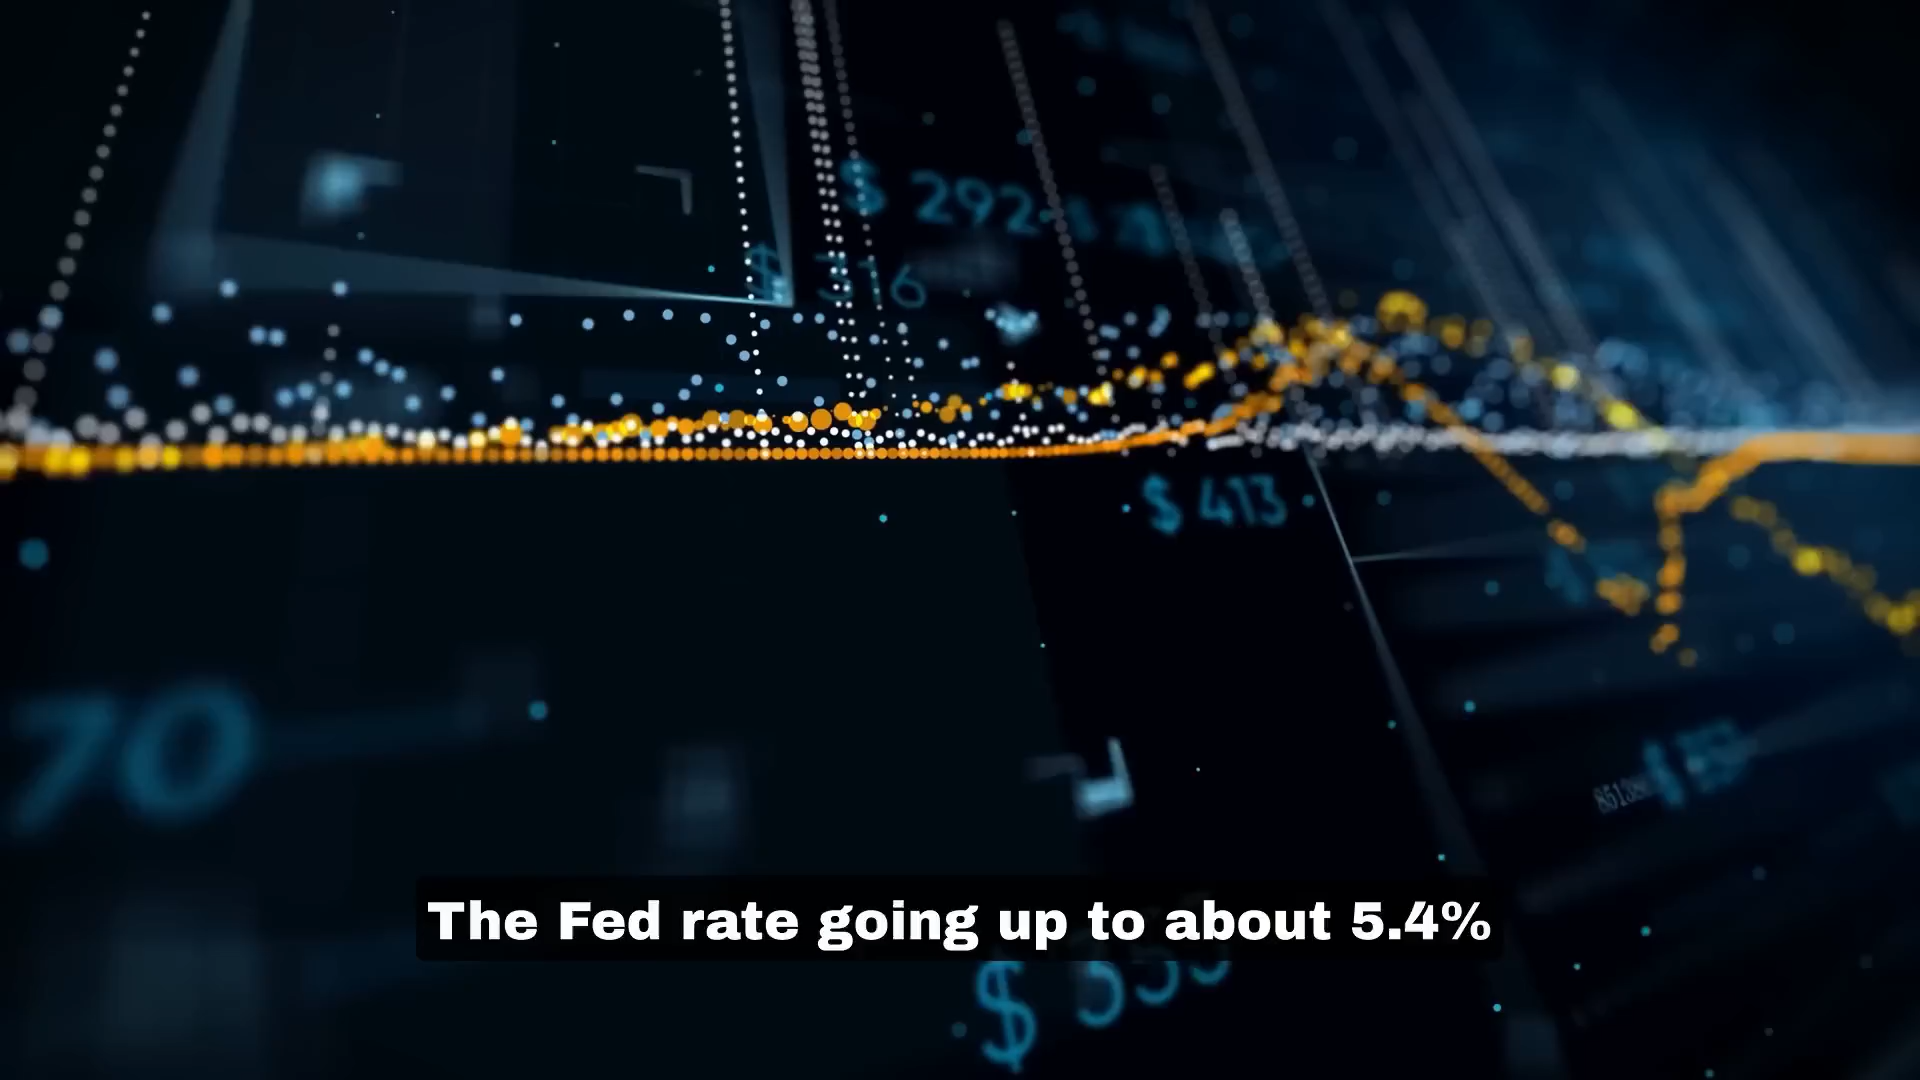 $ 292
$ 316
$ 413
70
The Fed rate going up to about 5.4%